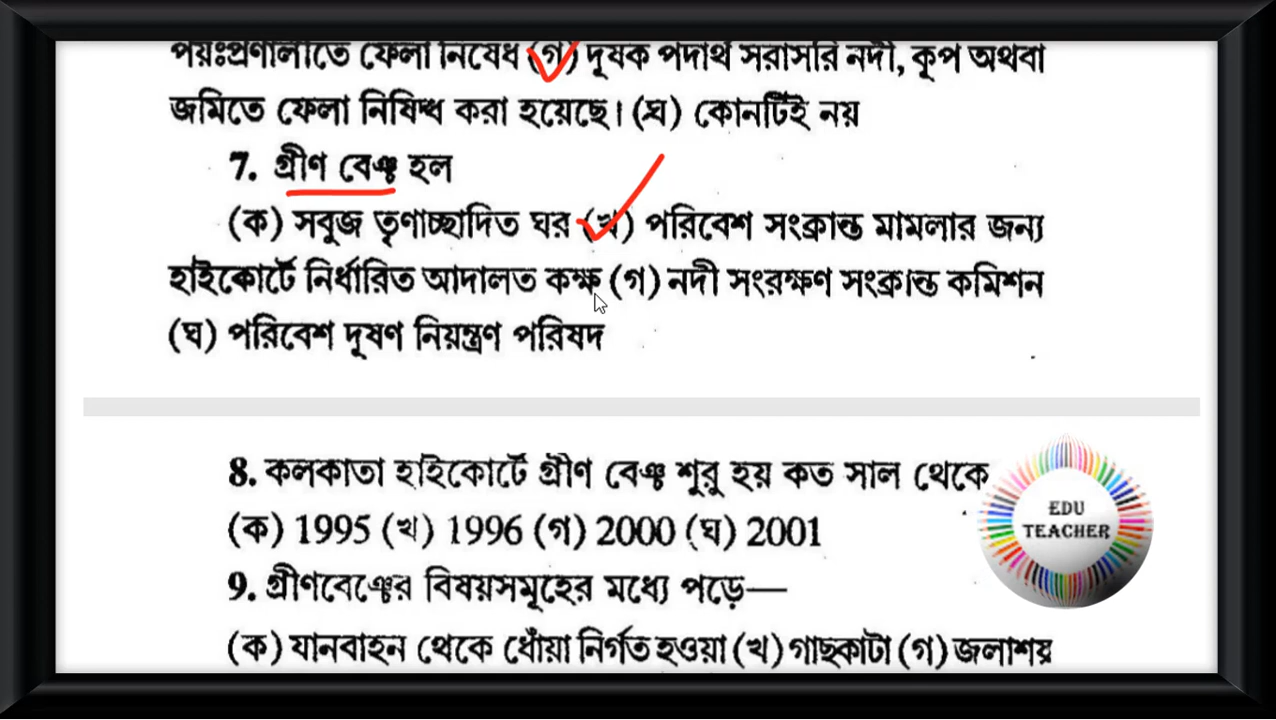 পয়ঃপ্রণালীতে ফেলা নিষেধ (গ) দূষক পদার্থ সরাসরি নদী, কূপ অথবা
জমিতে ফেলা নিষিদ্ধ করা হয়েছে। (ঘ) কোনটিই নয়
7. গ্রীণ বেঞ্চ হল
(ক) সবুজ তৃণাচ্ছাদিত ঘর (খ) পরিবেশ সংক্রান্ত মামলার জন্য
হাইকোর্টে নির্ধারিত আদালত কক্ষ (গ) নদী সংরক্ষণ সংক্রান্ত কমিশন
(ঘ) পরিবেশ দূষণ নিয়ন্ত্রণ পরিষদ
8. কলকাতা হাইকোর্টে গ্রীণ বেঞ্চ শুরু হয় কত সাল থেকে
(ক) 1995 (খ) 1996 (গ) 2000 (ঘ) 2001
EDU
TEACHER
9. গ্রীণবেঞ্চের বিষয়সমূহের মধ্যে পড়ে—
(ক) যানবাহন থেকে ধোঁয়া নির্গত হওয়া (খ) গাছকাটা (গ) জলাশয়